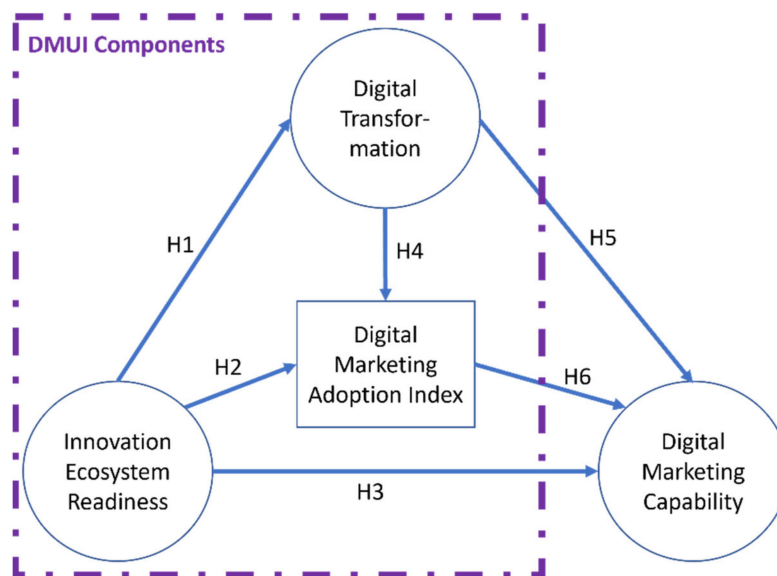 DMUI Components
Digital
Transfor-
mation
H1
H4
H5
Digital
Marketing
Adoption Index
H2
H6
Innovation
Ecosystem
Readiness
H3
Digital
Marketing
Capability